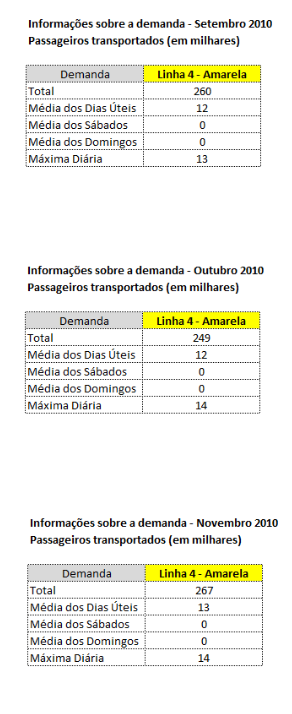 Informações sobre a demanda - Setembro 2010
Passageiros transportados (em milhares)
Demanda Linha 4 - Amarela
Total 260
Média dos Dias Úteis 12
Média dos Sábados 0
Média dos Domingos 0
Máxima Diária 13
Informações sobre a demanda - Outubro 2010
Passageiros transportados (em milhares)
Demanda Linha 4 - Amarela
Total 249
Média dos Dias Úteis 12
Média dos Sábados 0
Média dos Domingos 0
Máxima Diária 14
Informações sobre a demanda - Novembro 2010
Passageiros transportados (em milhares)
Demanda Linha 4 - Amarela
Total 267
Média dos Dias Úteis 13
Média dos Sábados 0
Média dos Domingos 0
Máxima Diária 14